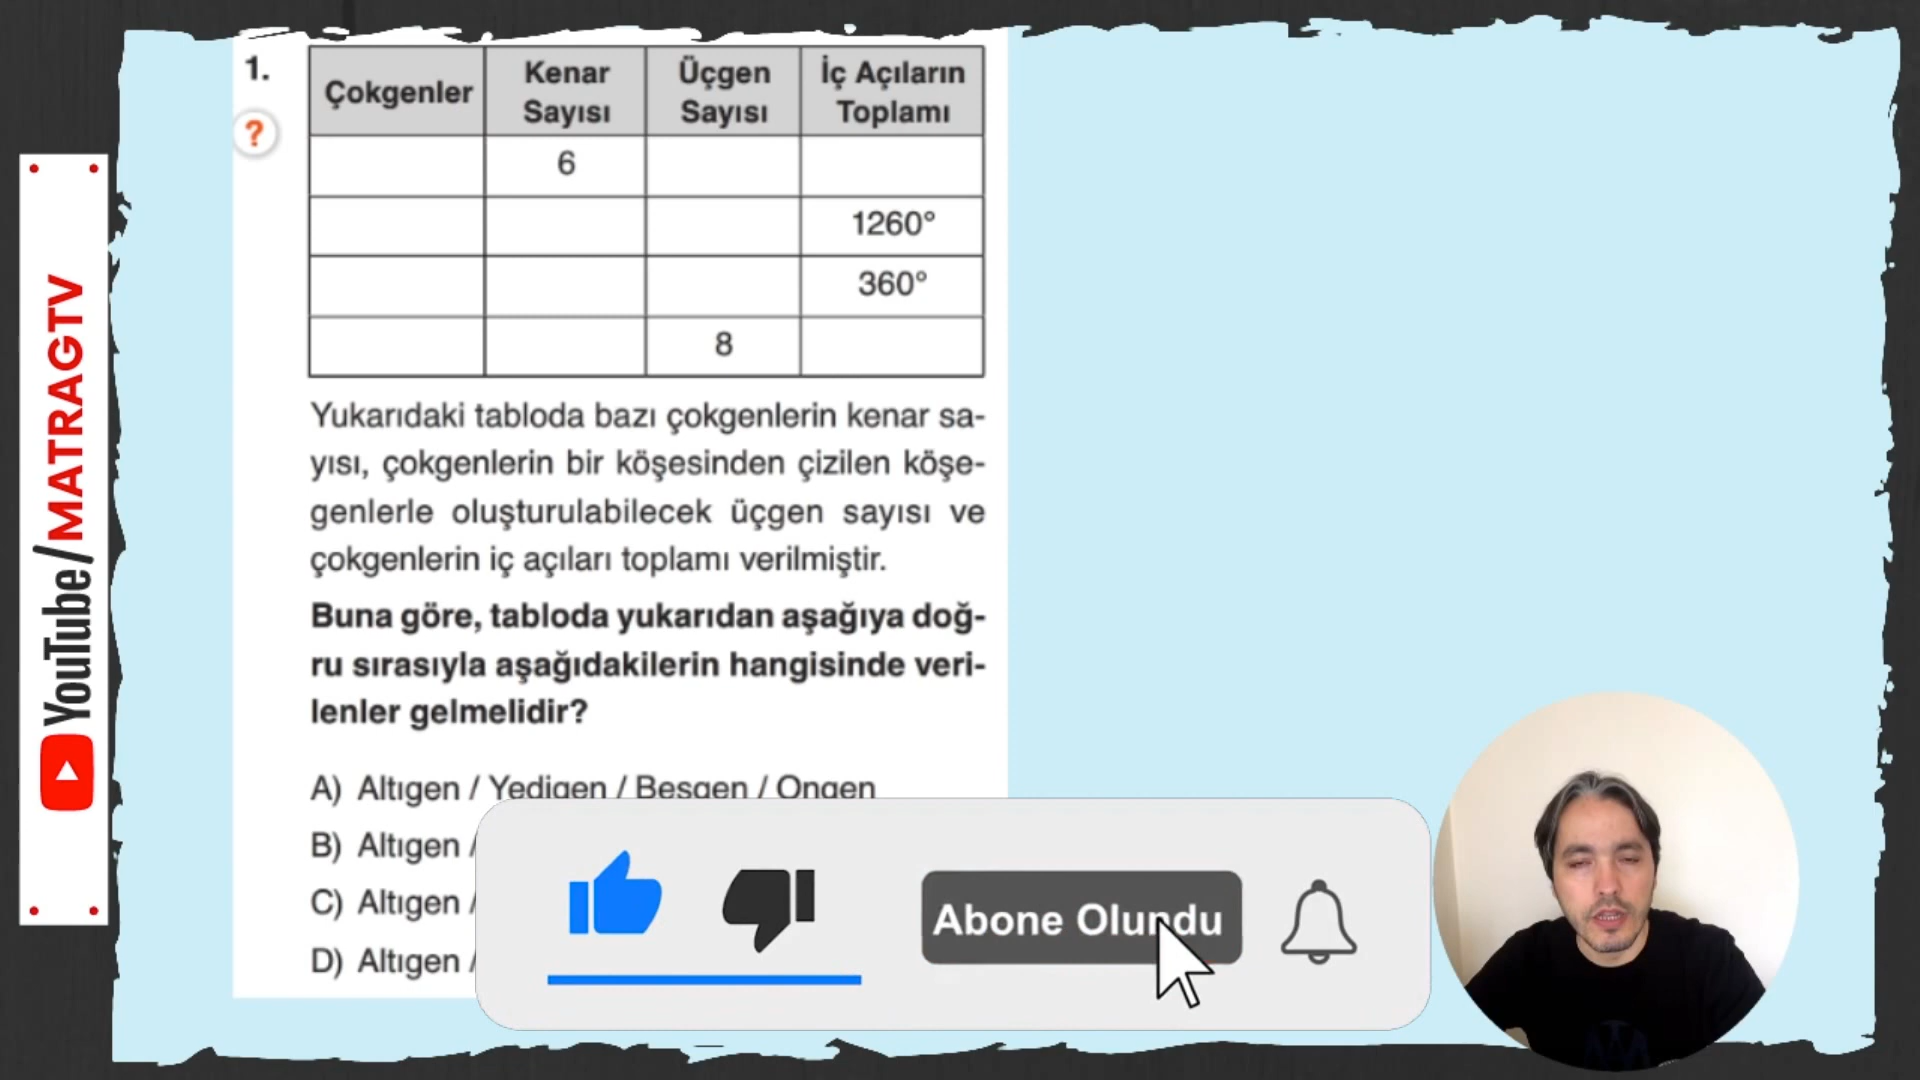 YouTube/MATRAGTV
1.
?
Çokgenler
Kenar
Sayısı
Üçgen
Sayısı
İç Açıların
Toplamı
6
1260°
360°
8
Yukarıdaki tabloda bazı çokgenlerin kenar sa-
yısı, çokgenlerin bir köşesinden çizilen köşe-
genlerle oluşturulabilecek üçgen sayısı ve
çokgenlerin iç açıları toplamı verilmiştir.
Buna göre, tabloda yukarıdan aşağıya doğ-
ru sırasıyla aşağıdakilerin hangisinde veri-
lenler gelmelidir?
A) Altıgen / Yedigen / Beşgen / Ongen
B) Altıgen /
C) Altıgen /
D) Altıgen /
Abone Olundu